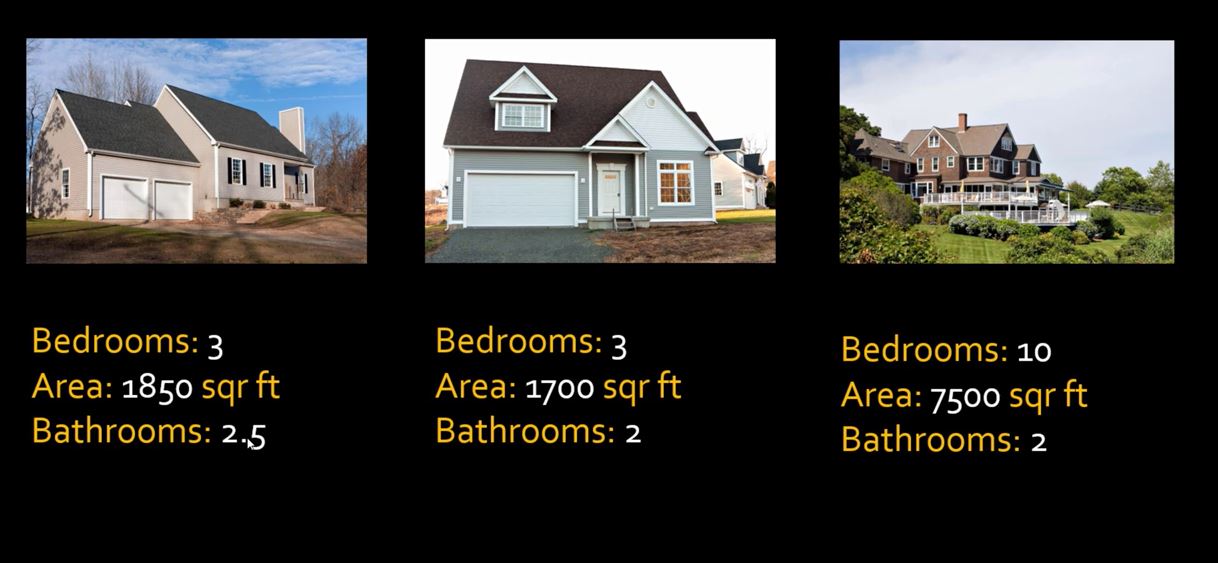 Bedrooms: 3
Area: 1850 sqr ft
Bathrooms: 2.5
Bedrooms: 3
Area: 1700 sqr ft
Bathrooms: 2
Bedrooms: 10
Area: 7500 sqr ft
Bathrooms: 2